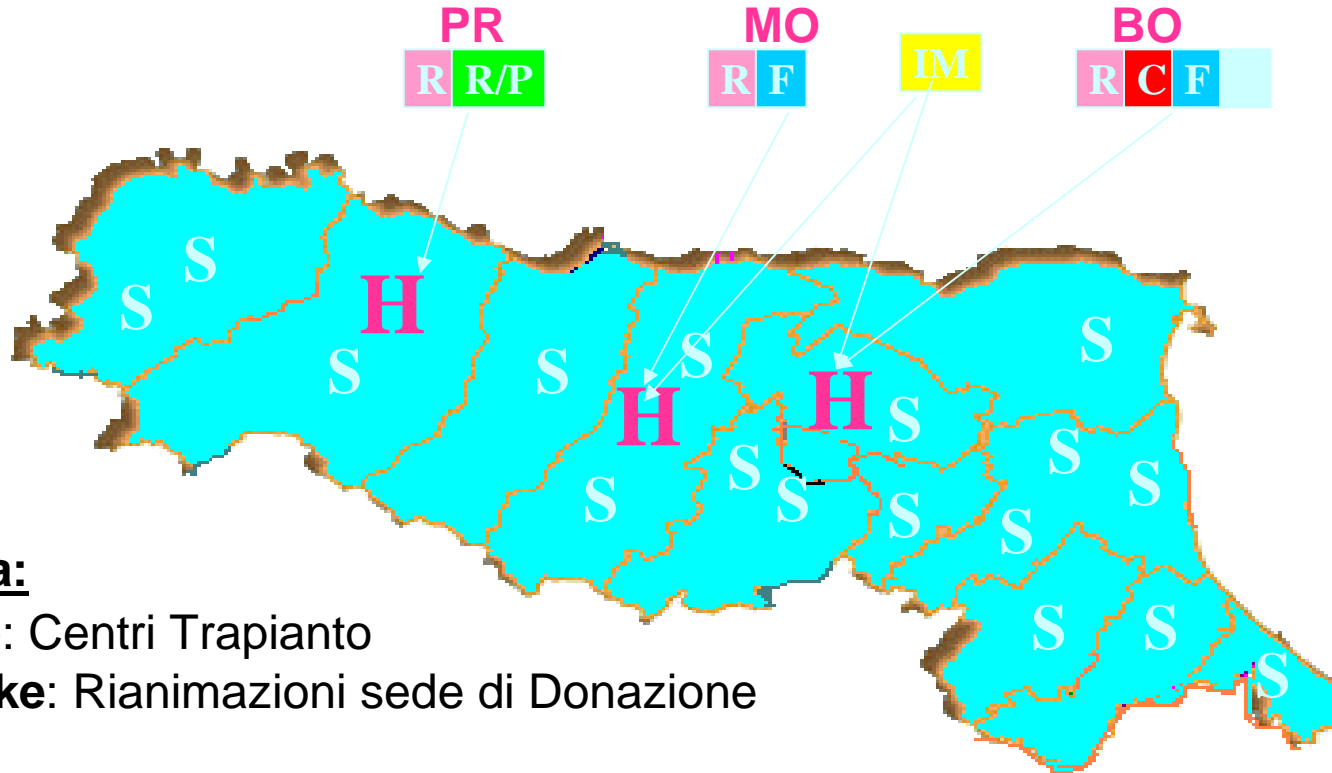 PR MO BO
R R/P R F IM R C F
S
H S
S S S S
H H S
S S S
S S S
S
S S
S
a:
: Centri Trapianto
ke: Rianimazioni sede di Donazione